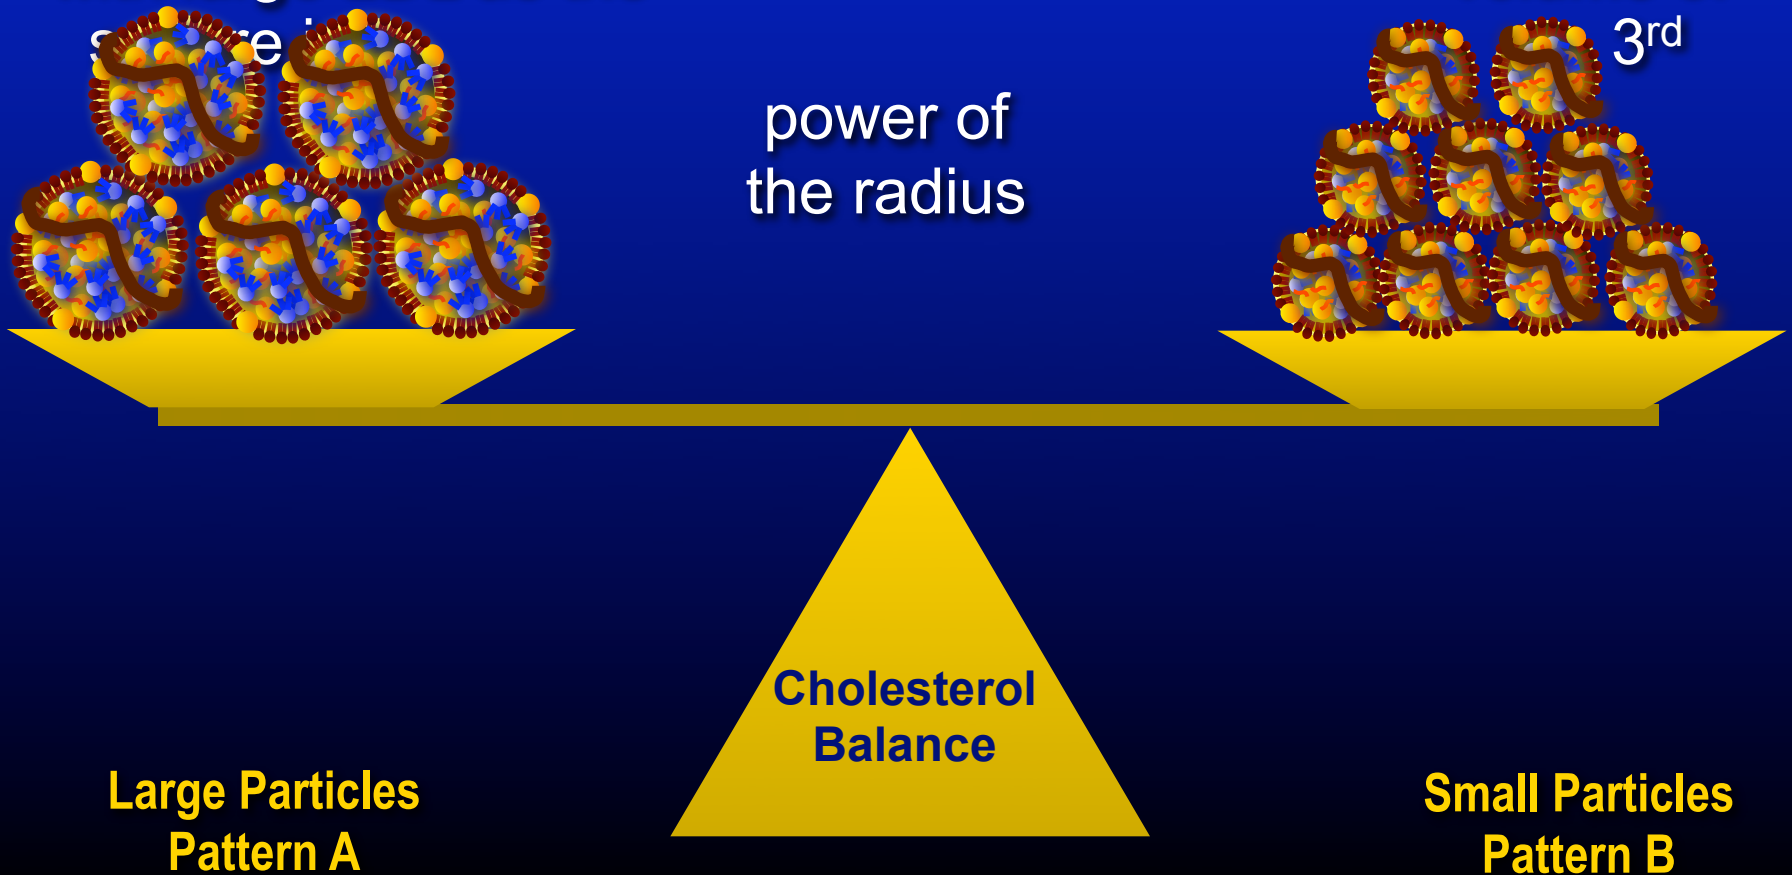 3rd
power of
the radius
Cholesterol
Balance
Large Particles
Pattern A
Small Particles
Pattern B